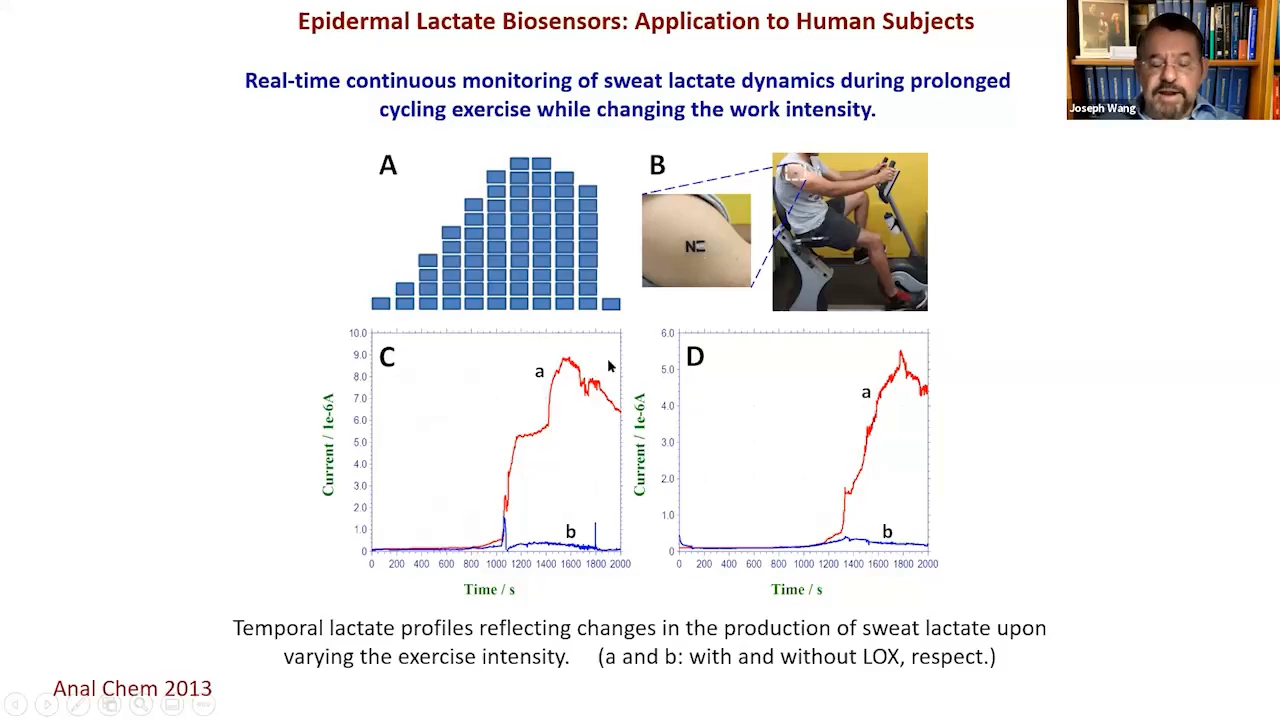 Epidermal Lactate Biosensors: Application to Human Subjects
Joseph Wang
Real-time continuous monitoring of sweat lactate dynamics during prolonged
cycling exercise while changing the work intensity.
A
B
NE
C
a
b
Current / 1e-6A
10.0
9.0
8.0
7.0
6.0
5.0
4.0
3.0
2.0
1.0
0
0 200 400 600 800 1000 1200 1400 1600 1800 2000
Time / s
D
a
b
Current / 1e-6A
6.0
5.0
4.0
3.0
2.0
1.0
0
0 200 400 600 800 1000 1200 1400 1600 1800 2000
Time / s
Temporal lactate profiles reflecting changes in the production of sweat lactate upon
varying the exercise intensity. (a and b: with and without LOX, respect.)
Anal Chem 2013